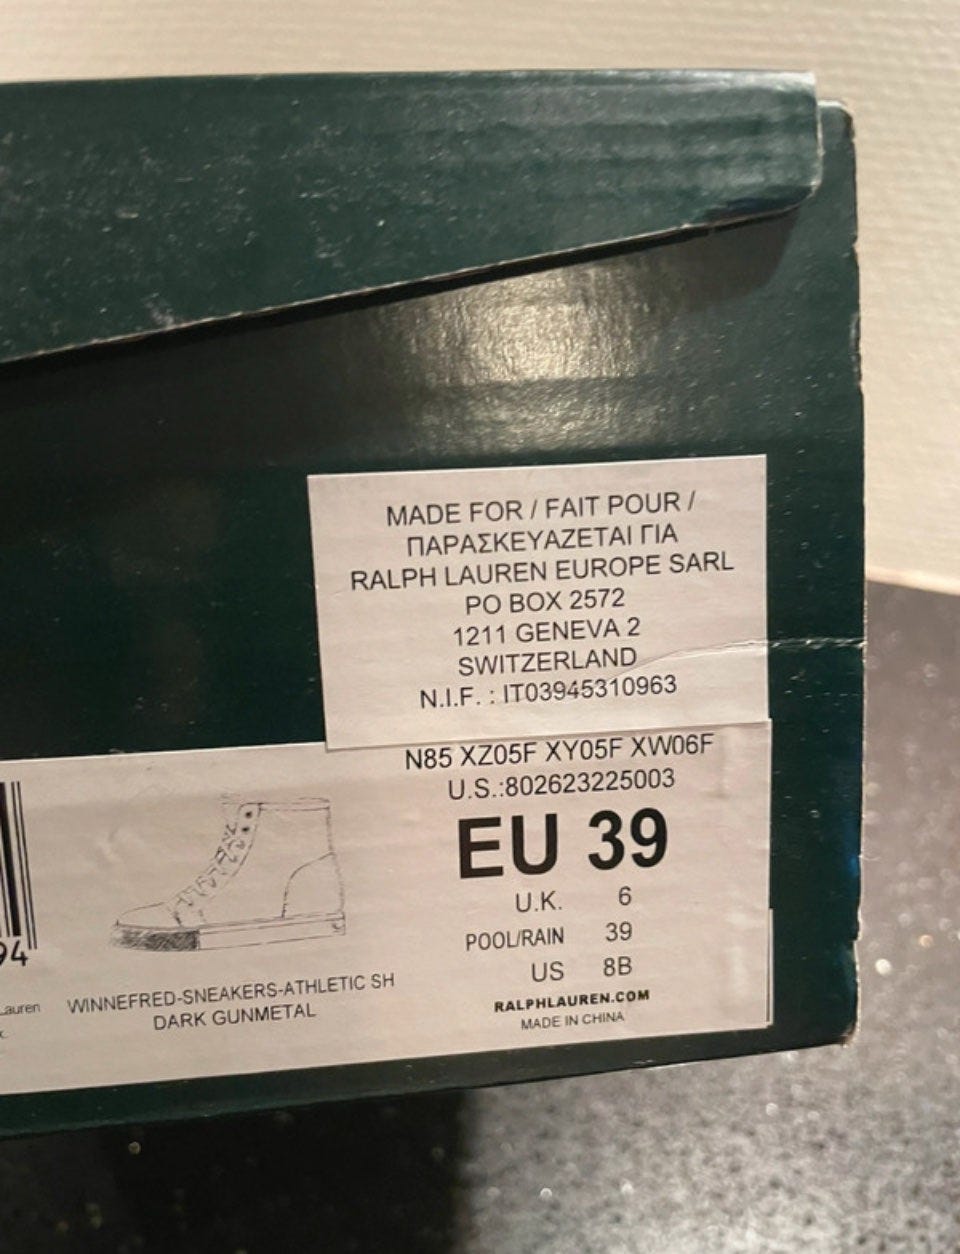 MADE FOR / FAIT POUR /
ΠΑΡΑΣΚΕΥΑΖΕΤΑΙ ΓΙΑ
RALPH LAUREN EUROPE SARL
PO BOX 2572
1211 GENEVA 2
SWITZERLAND
N.I.F. : IT03945310963
N85 XZ05F XY05F XW06F
U.S.:802623225003
EU 39
U.K. 6
POOL/RAIN 39
US 8B
RALPHLAUREN.COM
MADE IN CHINA
94
Lauren
WINNEFRED-SNEAKERS-ATHLETIC SH
DARK GUNMETAL